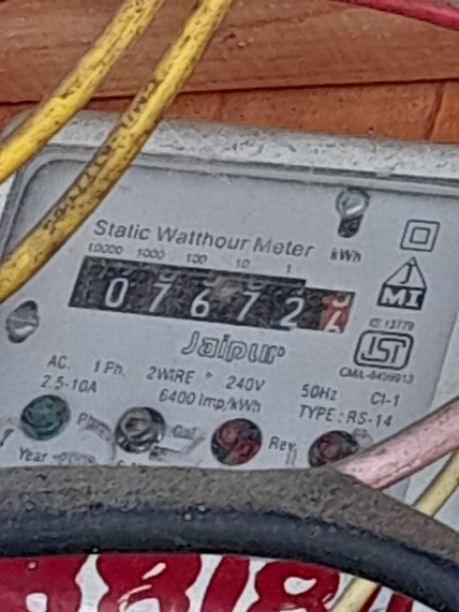 Static Watthour Meter
10000 1000 100 10 1 kWh
0 7 6 7 2
JMI
Jaipur
IS:13779
ISI
AC. 1 Ph. 2WIRE 240V 50Hz CI-1
2.5-10A 6400 Imp/kWh TYPE : RS-14
Ph Cal Rev
Year